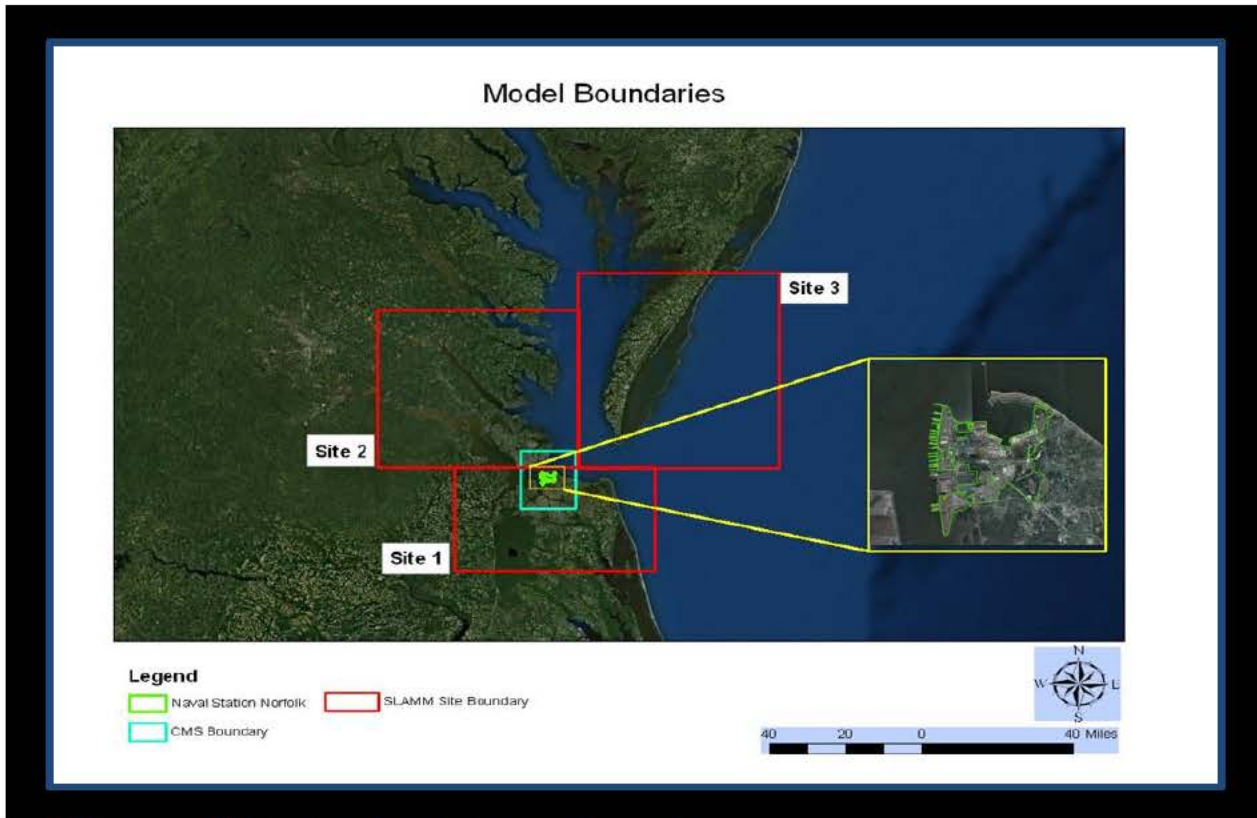 Model Boundaries
Site 3
Site 2
Site 1
Legend
Naval Station Norfolk
SLAMM Site Boundary
CMS Boundary
N
W
E
S
40 20 0 40 Miles